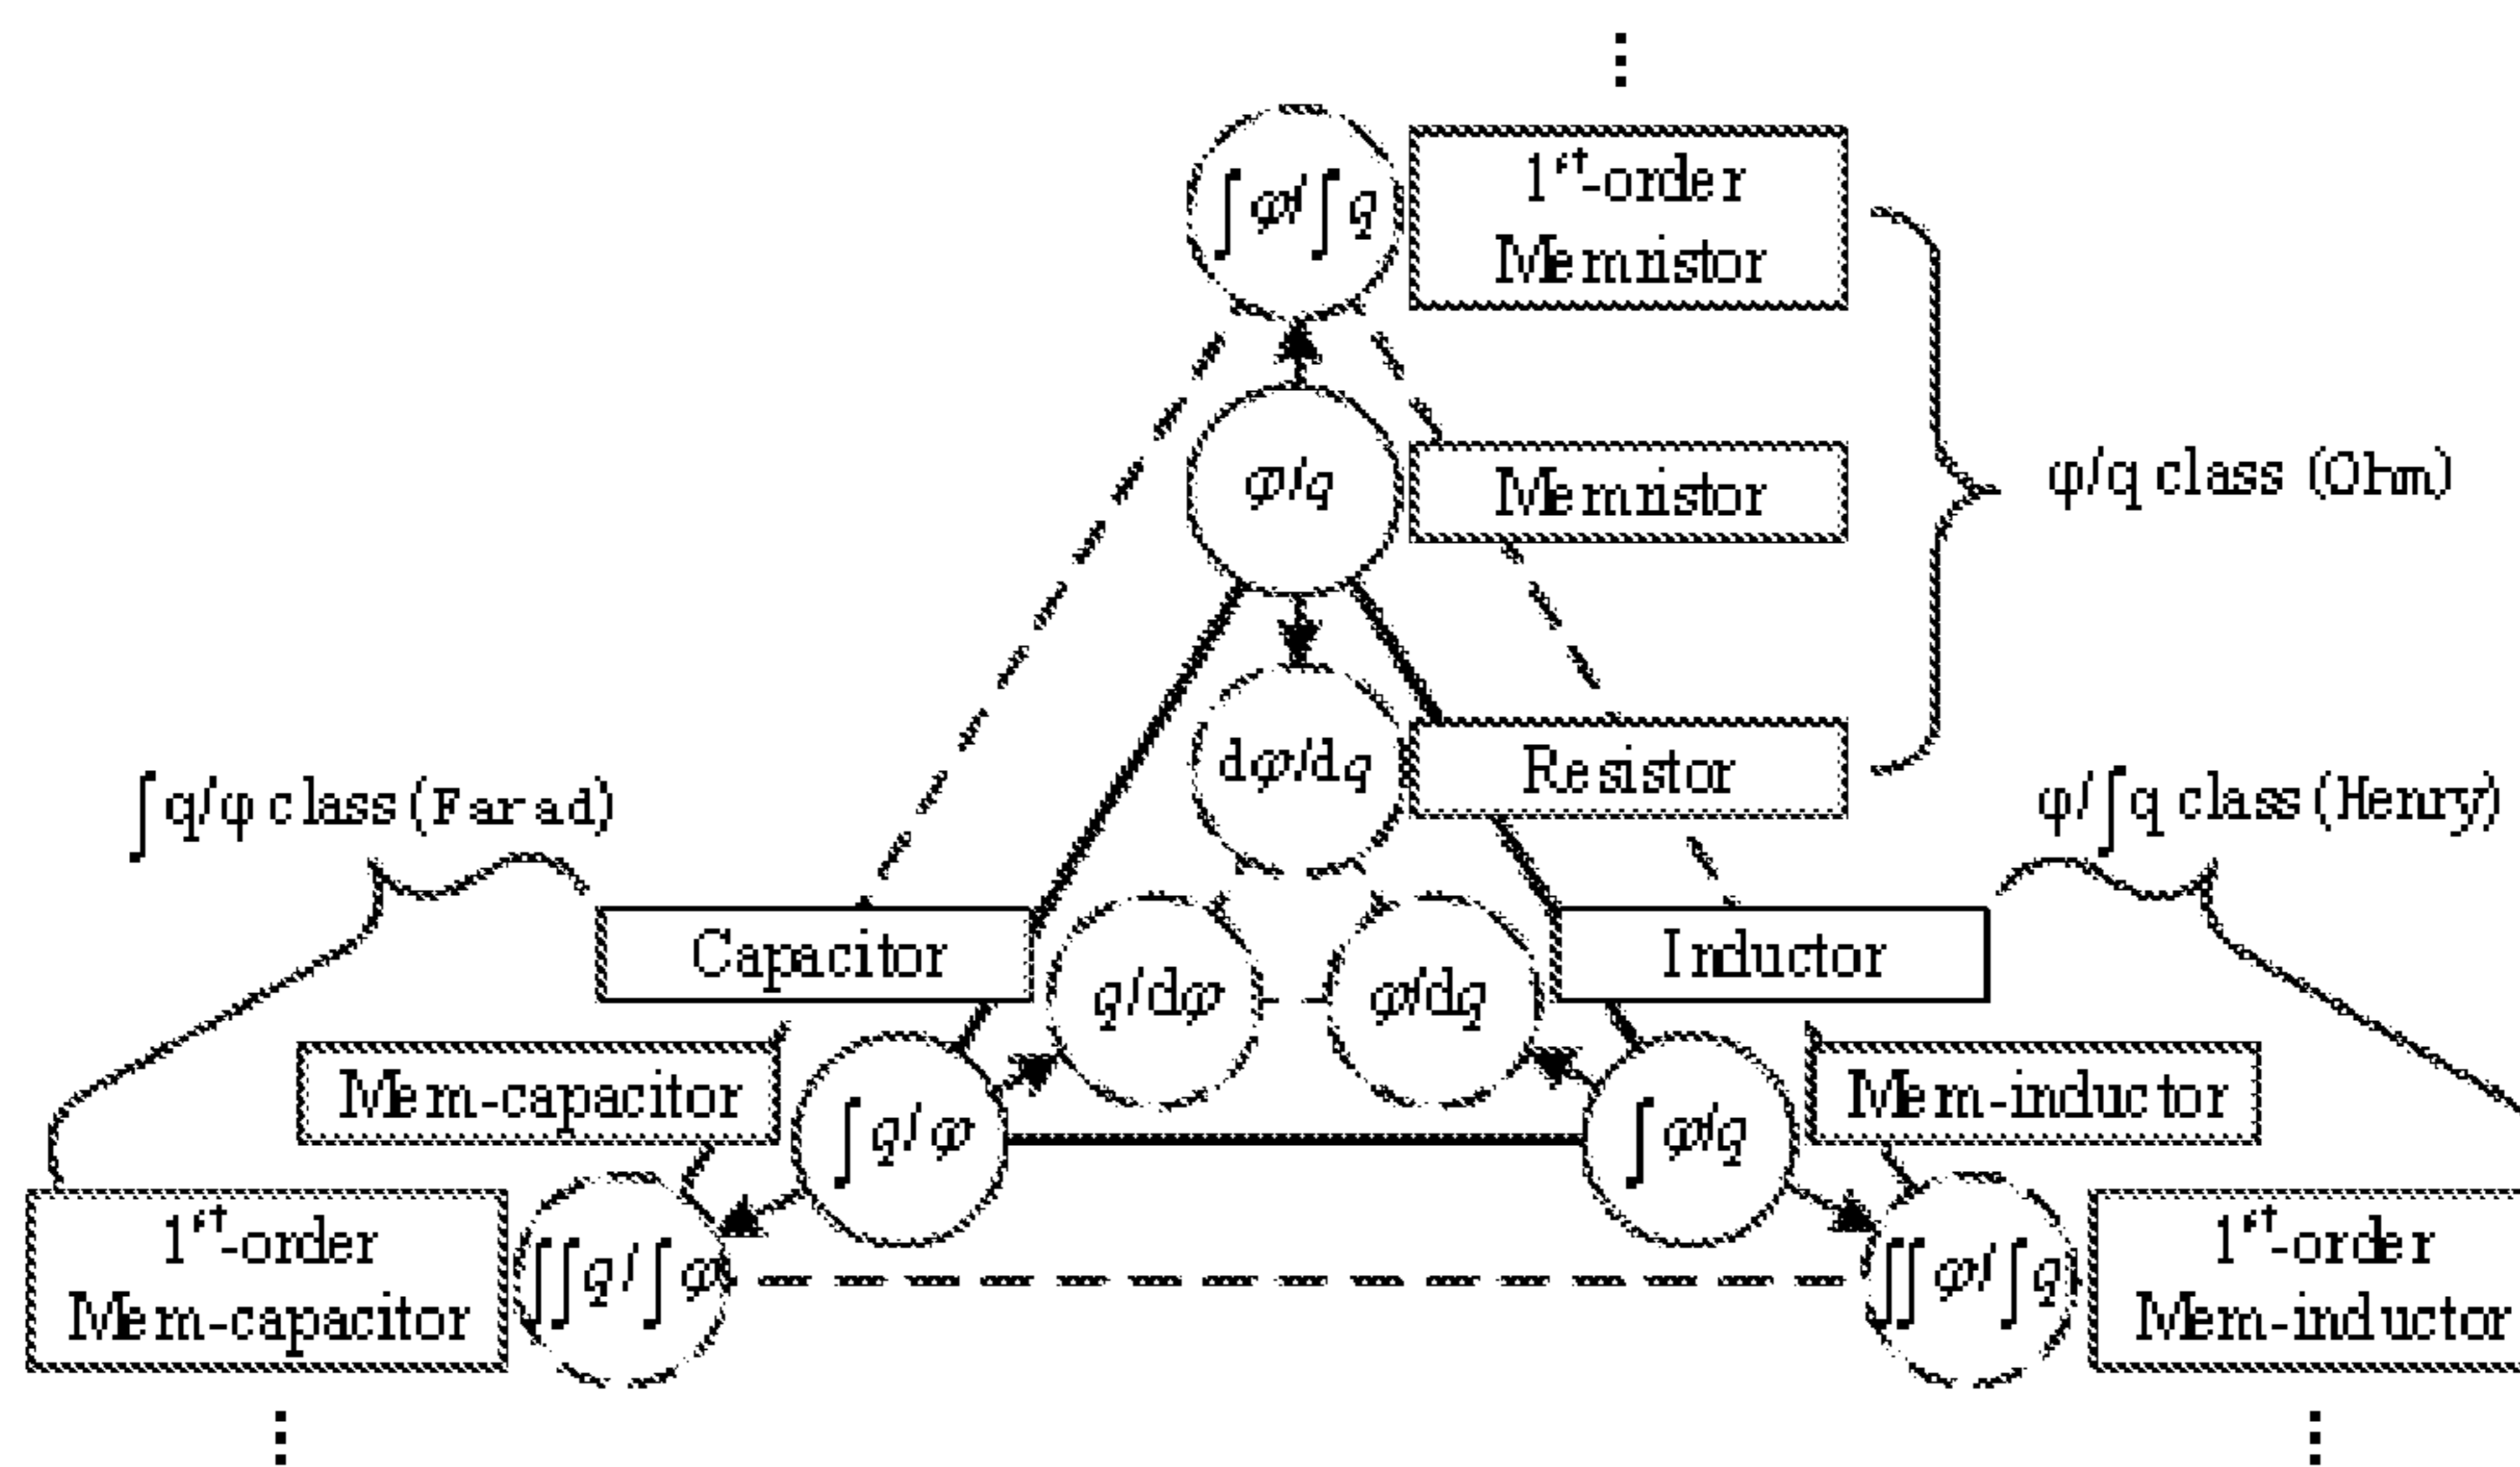 ⋮
∫φ/∫q
1st-order
Memristor
φ/q
Memristor
φ/q class (Ohm)
dφ/dq
Resistor
∫q/φ class (Farad)
φ/∫q class (Henry)
Capacitor
q/dφ
φ/dq
Inductor
Mem-capacitor
∫q/φ
∫φ/q
Mem-inductor
1st-order
Mem-capacitor
∬q/∫φ
∬φ/∫q
1st-order
Mem-inductor
⋮
⋮